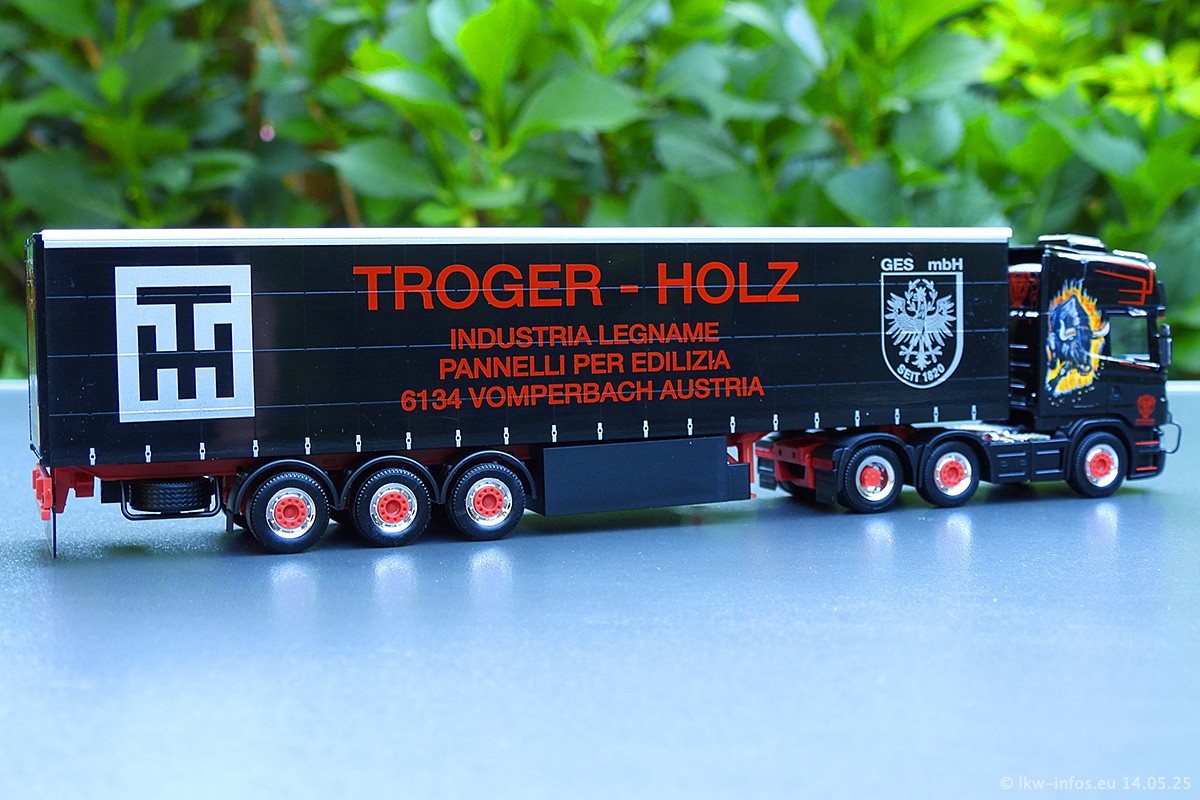 TH
TROGER - HOLZ
INDUSTRIA LEGNAME
PANNELLI PER EDILIZIA
6134 VOMPERBACH AUSTRIA
GES mbH
SEIT 1820
© lkw-infos.eu 14.05.25